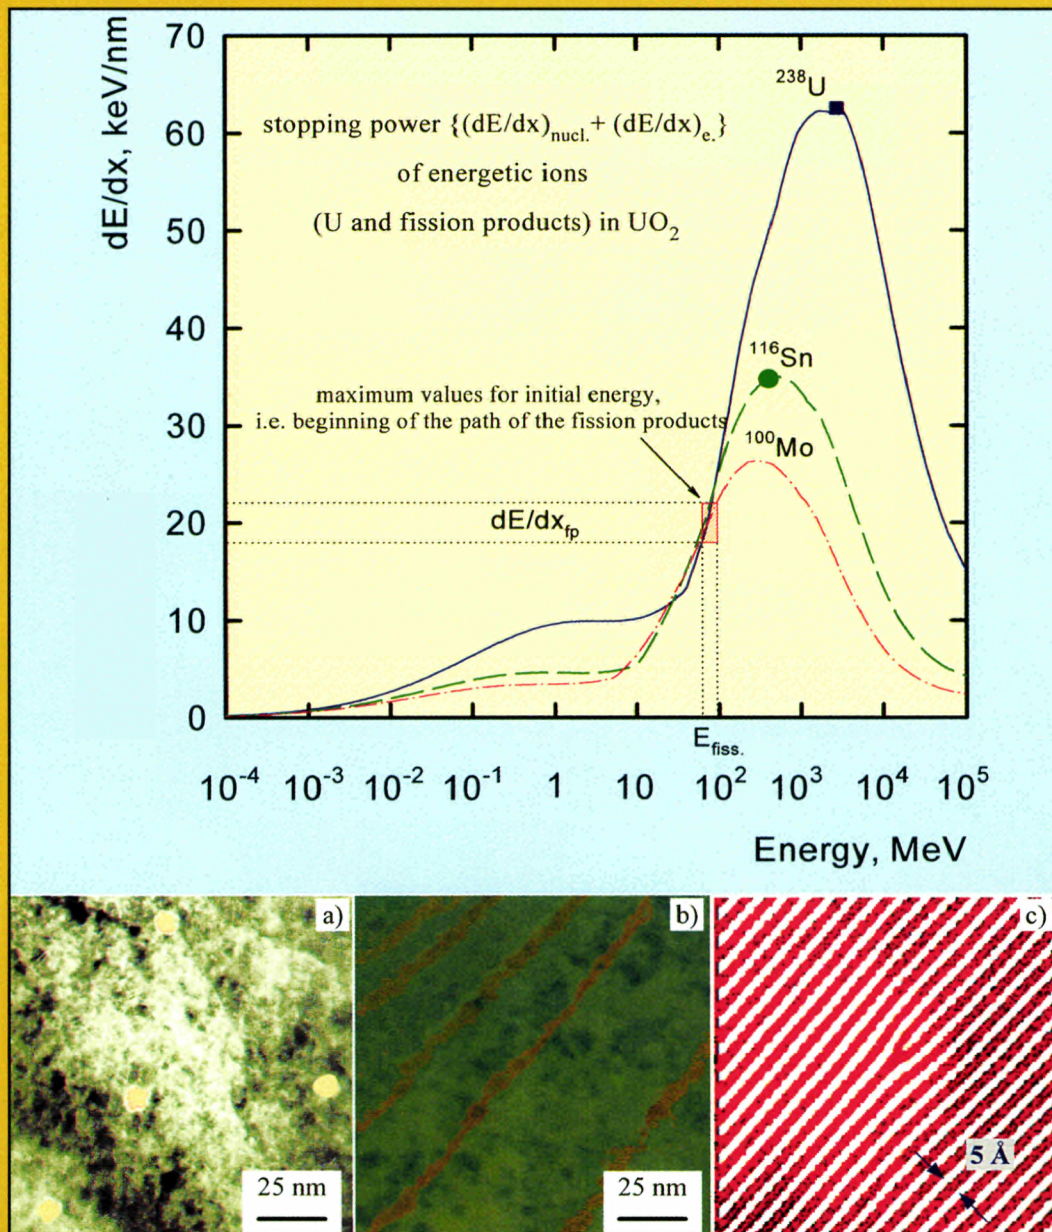 dE/dx, keV/nm
70
60
50
40
30
20
10
0
²³⁸U
stopping power {(dE/dx)nucl.+ (dE/dx)e.}
of energetic ions
(U and fission products) in UO₂
¹¹⁶Sn
maximum values for initial energy,
i.e. beginning of the path of the fission products
¹⁰⁰Mo
dE/dxfp
Efiss.
10⁻⁴ 10⁻³ 10⁻² 10⁻¹ 1 10 10² 10³ 10⁴ 10⁵
Energy, MeV
a)
25 nm
b)
25 nm
c)
5 Å